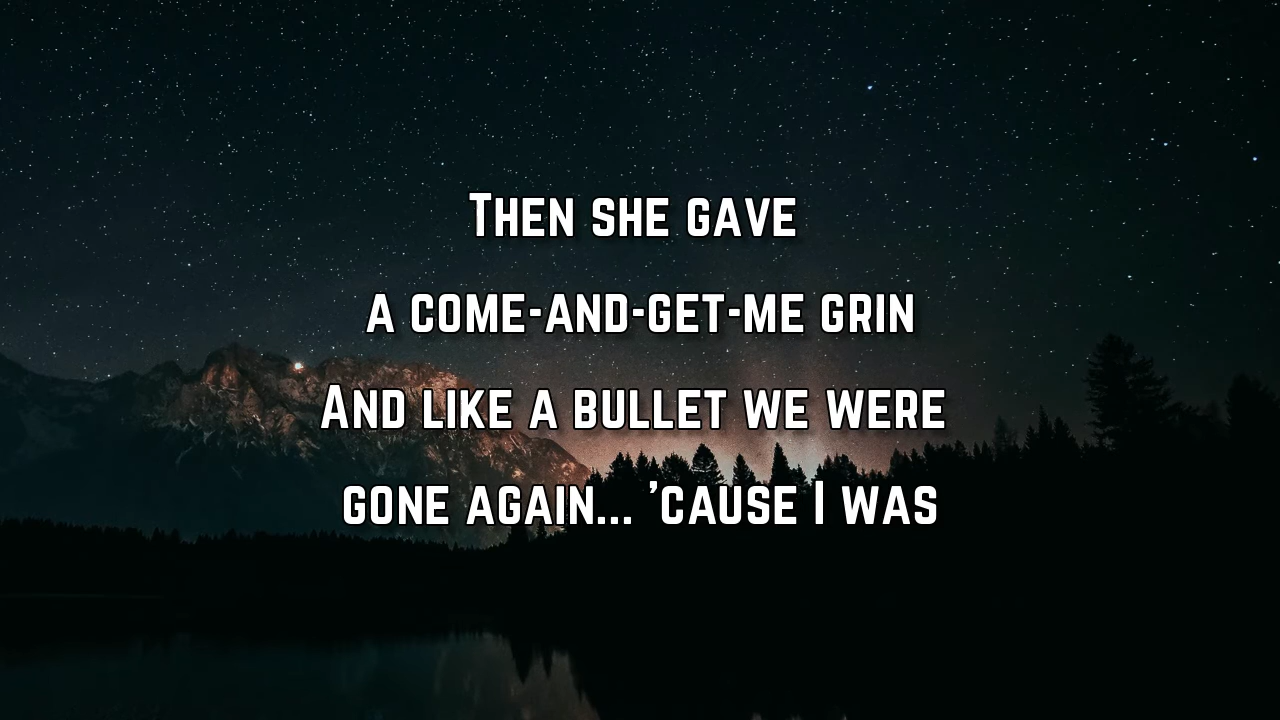 Then she gave
a come-and-get-me grin
And like a bullet we were
gone again... 'cause I was